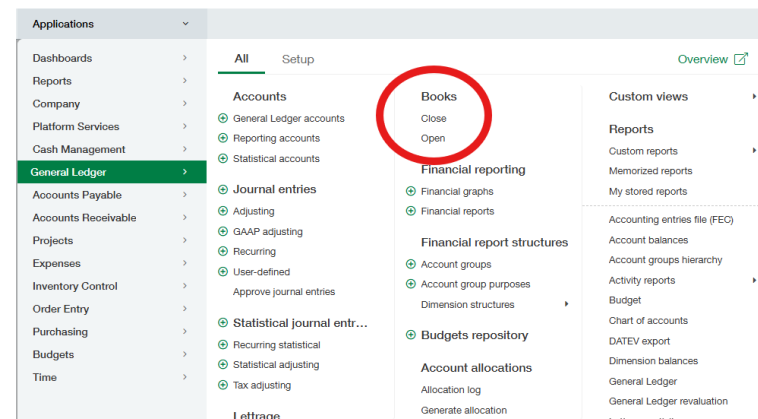 Applications
Dashboards
Reports
Company
Platform Services
Cash Management
General Ledger
Accounts Payable
Accounts Receivable
Projects
Expenses
Inventory Control
Order Entry
Purchasing
Budgets
Time
All
Setup
Overview
Accounts
General Ledger accounts
Reporting accounts
Statistical accounts
Journal entries
Adjusting
GAAP adjusting
Recurring
User-defined
Approve journal entries
Statistical journal entr...
Recurring statistical
Statistical adjusting
Tax adjusting
Lettrage
Books
Close
Open
Financial reporting
Financial graphs
Financial reports
Financial report structures
Account groups
Account group purposes
Dimension structures
Budgets repository
Account allocations
Allocation log
Generate allocation
Custom views
Reports
Custom reports
Memorized reports
My stored reports
Accounting entries file (FEC)
Account balances
Account groups hierarchy
Activity reports
Budget
Chart of accounts
DATEV export
Dimension balances
General Ledger
General Ledger revaluation